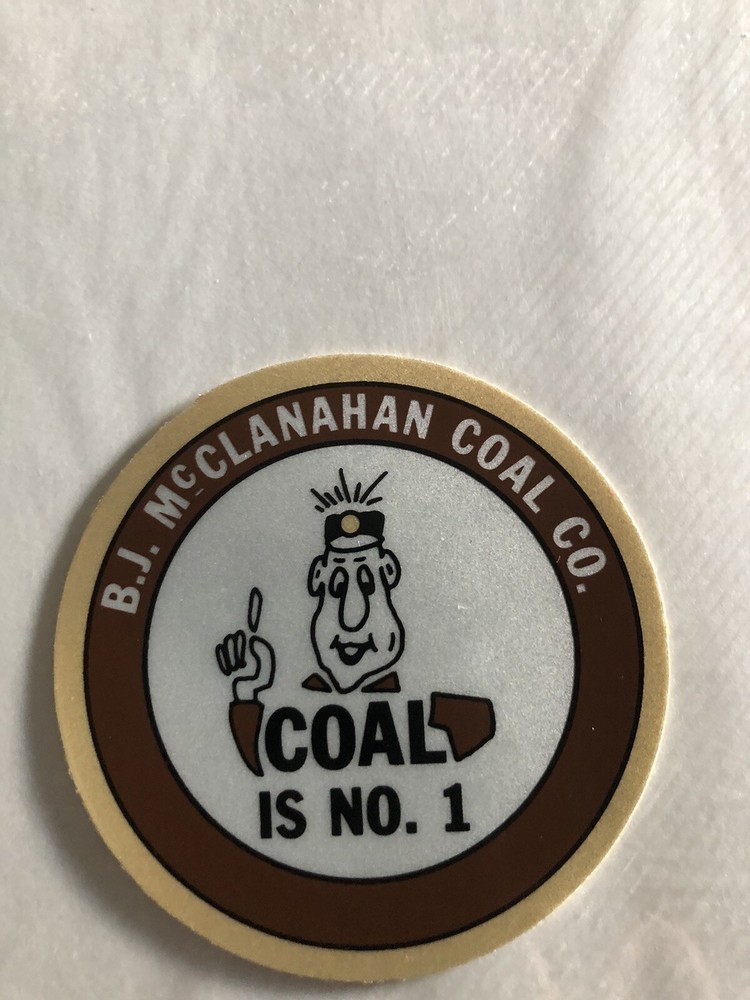 B.J. McCLANAHAN COAL CO.
COAL
IS NO. 1